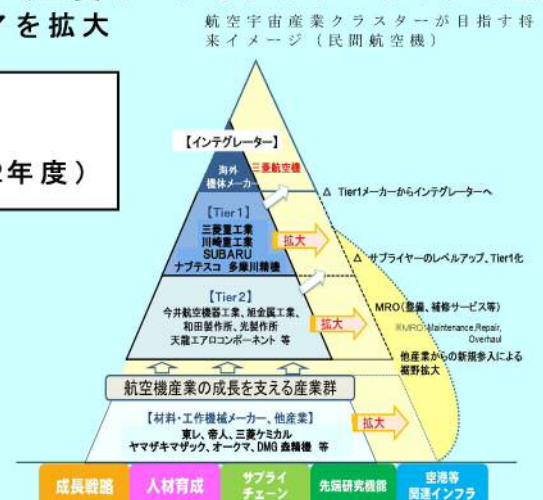 を拡大
航空宇宙産業クラスターが目指す将
来イメージ（民間航空機）
年度）
【インテグレーター】
海外
機体メーカー
三菱航空機
△ Tier1メーカーからインテグレーターへ
【Tier1】
三菱重工業
川崎重工業
SUBARU
ナブテスコ 多摩川精機
拡大
△ サプライヤーのレベルアップ、Tier1化
【Tier2】
今井航空機器工業、旭金属工業、
和田製作所、光製作所
天龍エアロコンポーネント 等
拡大
MRO（整備、補修サービス等）
※MRO：Maintenance,Repair,
Overhaul
他産業からの新規参入による
裾野拡大
航空機産業の成長を支える産業群
【材料・工作機械メーカー、他産業】
東レ、帝人、三菱ケミカル
ヤマザキマザック、オークマ、DMG森精機 等
拡大
成長戦略
人材育成
サプライ
チェーン
先端研究機能
空港等
関連インフラ